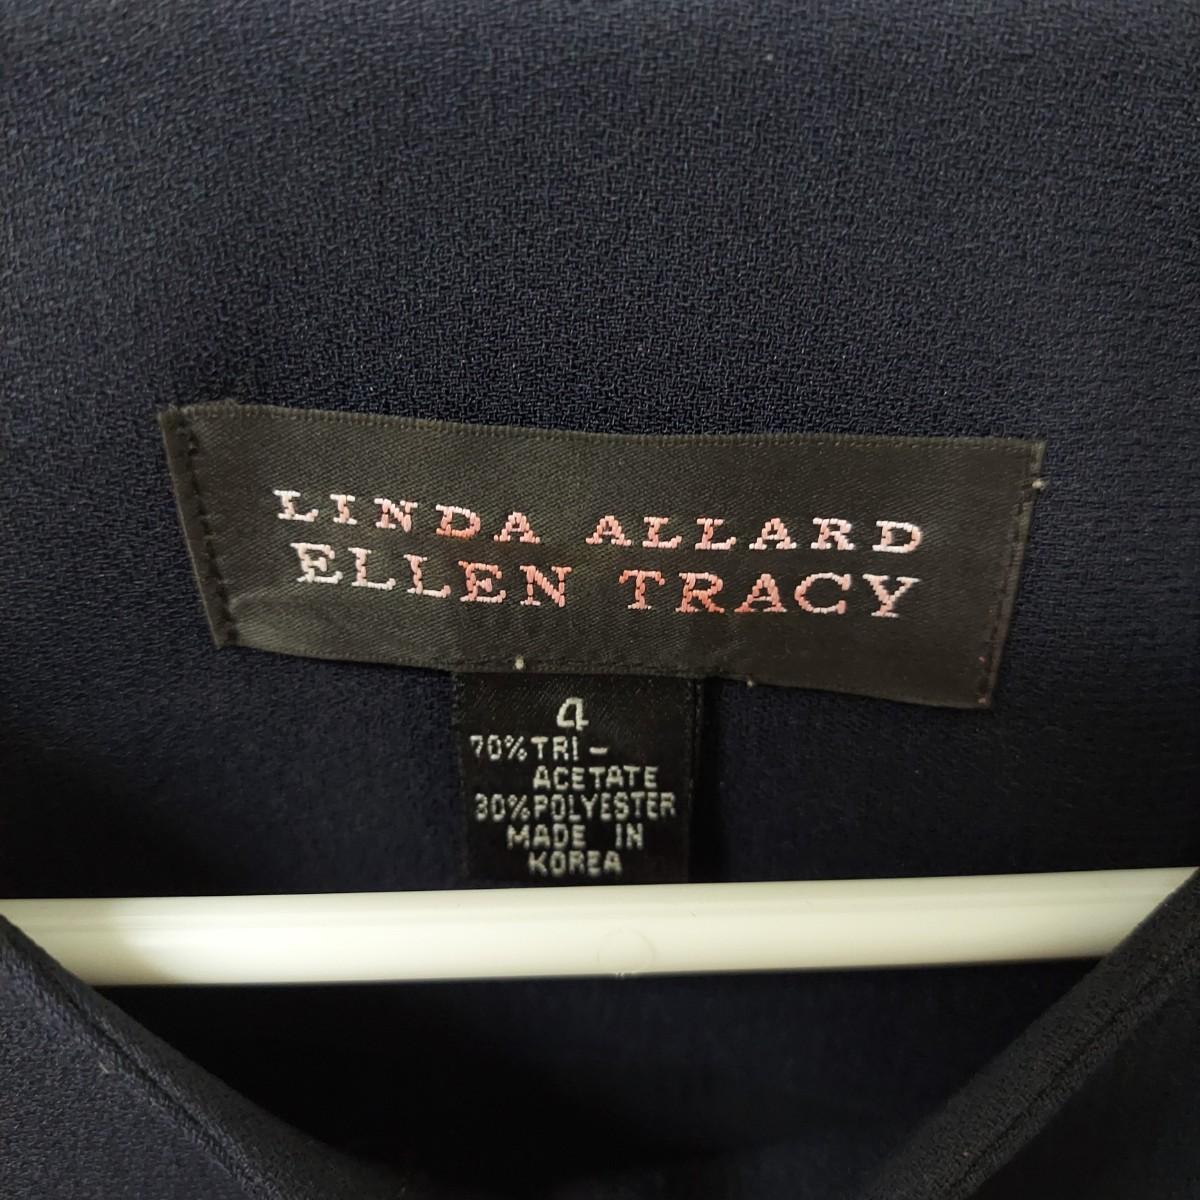 LINDA ALLARD
ELLEN TRACY
4
70%TRI-
ACETATE
30%POLYESTER
MADE IN
KOREA